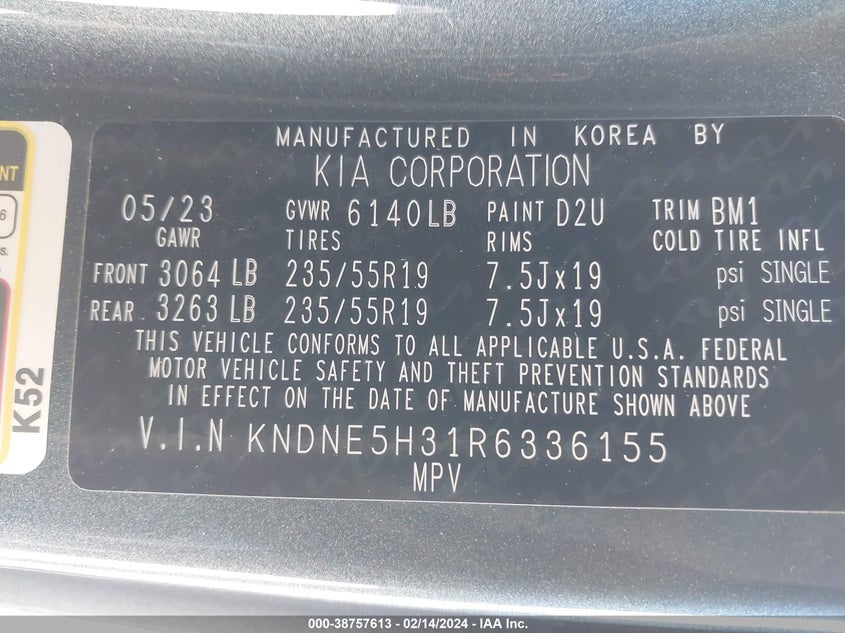 MANUFACTURED IN KOREA BY
KIA CORPORATION
05/23 GVWR 6140LB PAINT D2U TRIM BM1
GAWR TIRES RIMS COLD TIRE INFL
FRONT 3064 LB 235/55R19 7.5Jx19 psi SINGLE
REAR 3263 LB 235/55R19 7.5Jx19 psi SINGLE
THIS VEHICLE CONFORMS TO ALL APPLICABLE U.S.A. FEDERAL
MOTOR VEHICLE SAFETY AND THEFT PREVENTION STANDARDS
IN EFFECT ON THE DATE OF MANUFACTURE SHOWN ABOVE
V.I.N KNDNE5H31R6336155
MPV
NT
6
s.
K52
000-38757613 - 02/14/2024 - IAA Inc.